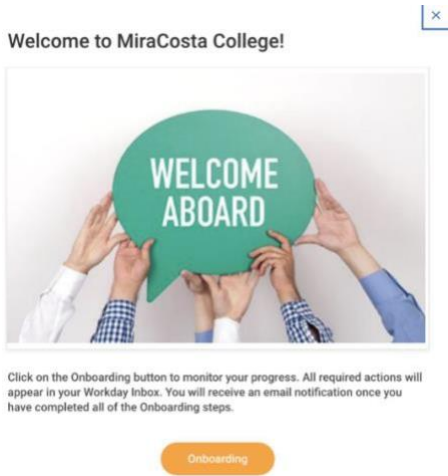 Welcome to MiraCosta College!
WELCOME
ABOARD
Click on the Onboarding button to monitor your progress. All required actions will
appear in your Workday Inbox. You will receive an email notification once you
have completed all of the Onboarding steps.
Onboarding